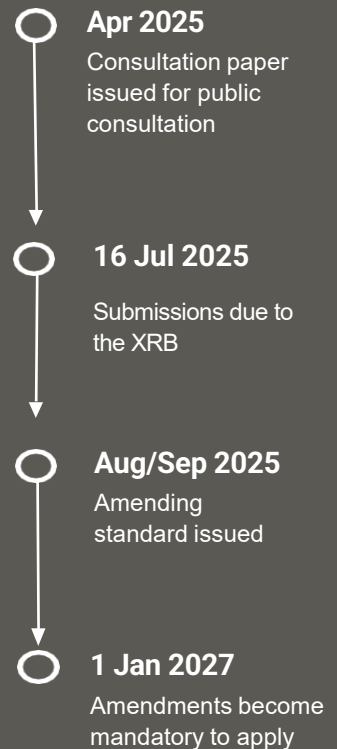 Apr 2025
Consultation paper
issued for public
consultation
16 Jul 2025
Submissions due to
the XRB
Aug/Sep 2025
Amending
standard issued
1 Jan 2027
Amendments become
mandatory to apply